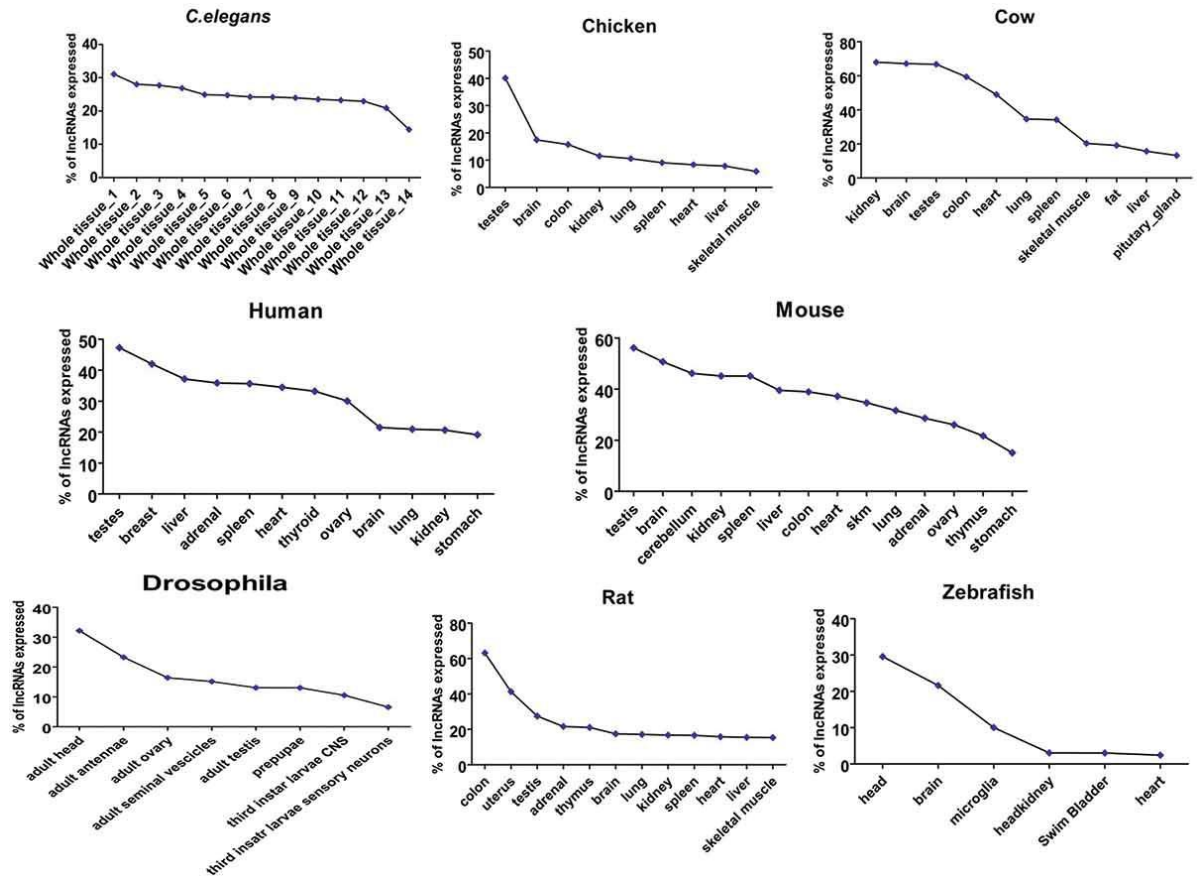 C.elegans
% of lncRNAs expressed
40
30
20
10
0
Whole tissue_1
Whole tissue_2
Whole tissue_3
Whole tissue_4
Whole tissue_5
Whole tissue_6
Whole tissue_7
Whole tissue_8
Whole tissue_9
Whole tissue_10
Whole tissue_11
Whole tissue_12
Whole tissue_13
Whole tissue_14
Chicken
% of lncRNAs expressed
50
40
30
20
10
0
testes
brain
colon
kidney
lung
spleen
heart
liver
skeletal muscle
Cow
% of lncRNAs expressed
80
60
40
20
0
kidney
brain
testes
colon
heart
lung
spleen
skeletal muscle
fat
liver
pitutary_gland
Human
% of lncRNAs expressed
50
40
30
20
10
0
testes
breast
liver
adrenal
spleen
heart
thyroid
ovary
brain
lung
kidney
stomach
Mouse
% of lncRNAs expressed
60
40
20
0
testis
brain
cerebellum
kidney
spleen
liver
colon
heart
skm
lung
adrenal
ovary
thymus
stomach
Drosophila
% of lncRNAs expressed
40
30
20
10
0
adult head
adult antennae
adult ovary
adult seminal vescicles
adult testis
prepupae
third instar larvae CNS
third insatr larvae sensory neurons
Rat
% of lncRNAs expressed
80
60
40
20
0
colon
uterus
testis
adrenal
thymus
brain
lung
kidney
spleen
heart
liver
skeletal muscle
Zebrafish
% of lncRNAs expressed
40
30
20
10
0
head
brain
microglia
headkidney
Swim Bladder
heart